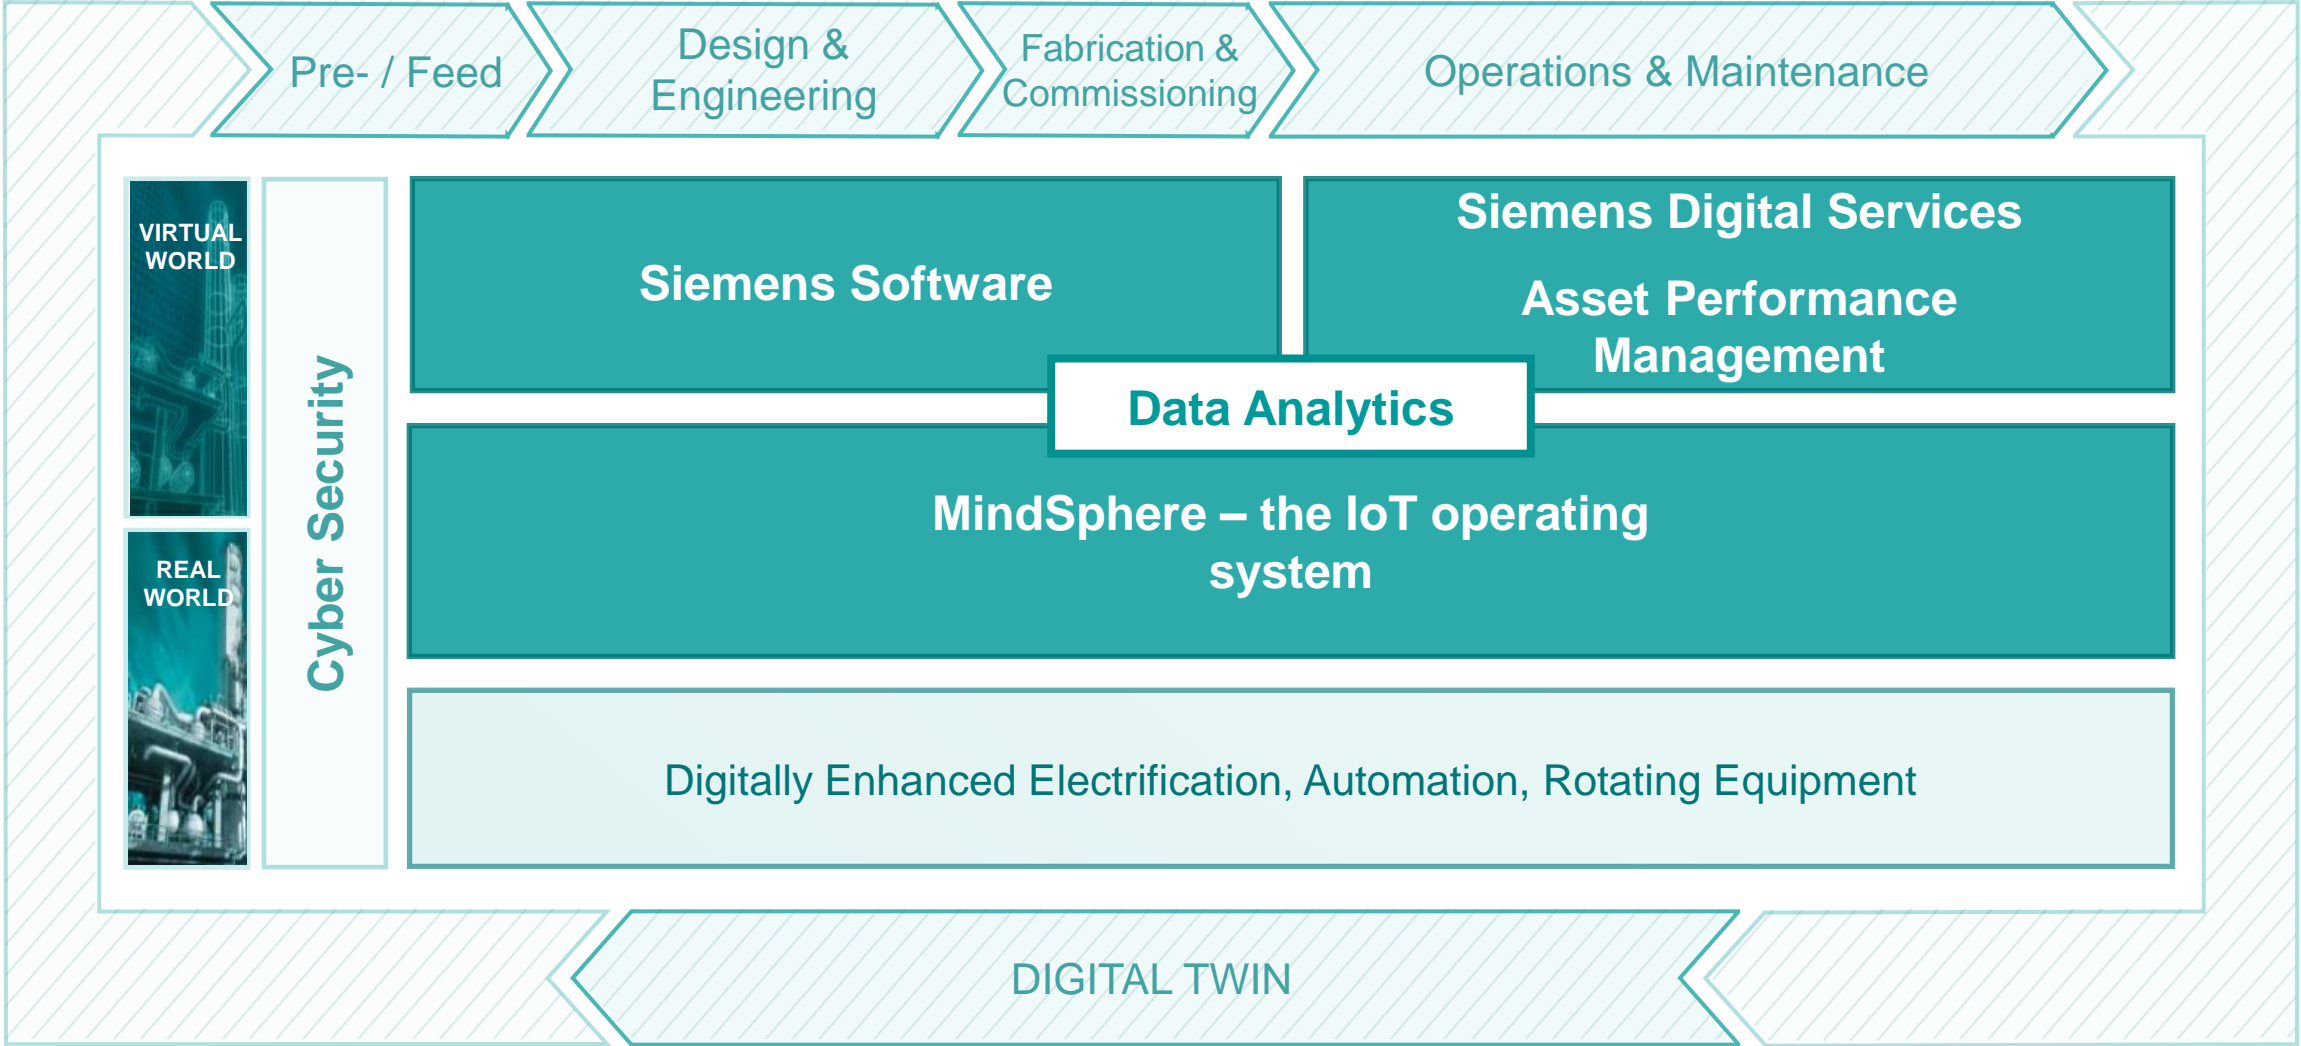 Pre- / Feed
Design &
Engineering
Fabrication &
Commissioning
Operations & Maintenance
VIRTUAL
WORLD
REAL
WORLD
Cyber Security
Siemens Software
Siemens Digital Services
Asset Performance
Management
Data Analytics
MindSphere – the IoT operating
system
Digitally Enhanced Electrification, Automation, Rotating Equipment
DIGITAL TWIN